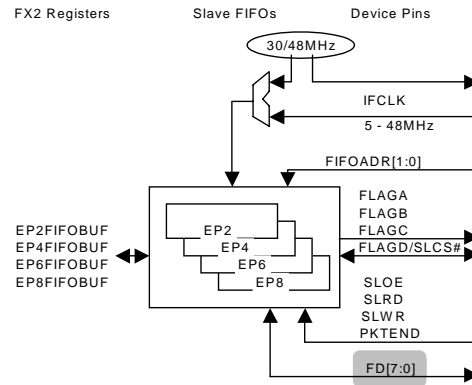 FX2 Registers
Slave FIFOs
Device Pins
30/48MHz
IFCLK
5 - 48MHz
FIFOADR[1:0]
FLAGA
FLAGB
FLAGC
FLAGD/SLCS#
EP2
EP4
EP6
EP8
EP2FIFOBUF
EP4FIFOBUF
EP6FIFOBUF
EP8FIFOBUF
SLOE
SLRD
SLWR
PKTEND
FD[7:0]